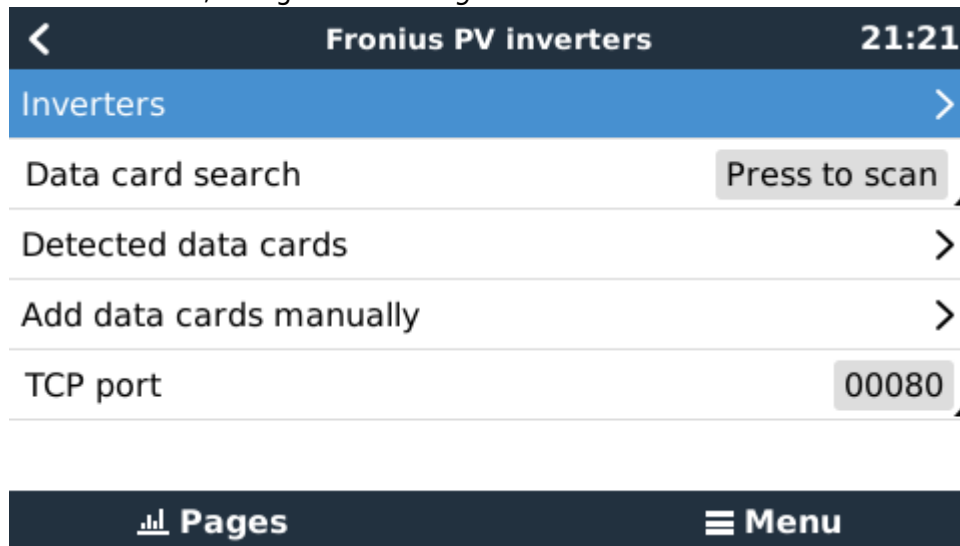 Fronius PV inverters 21:21
Inverters
Data card search Press to scan
Detected data cards
Add data cards manually
TCP port 00080
Pages Menu